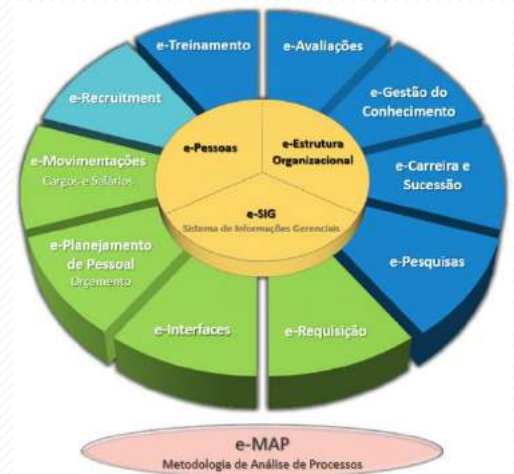 e-Treinamento
e-Avaliações
e-Gestão do
Conhecimento
e-Carreira e
Sucessão
e-Pesquisas
e-Requisição
e-Interfaces
e-Planejamento
de Pessoal
Orçamento
e-Movimentações
Cargos e Salários
e-Recruitment
e-Pessoas
e-Estrutura
Organizacional
e-SIG
Sistema de Informações Gerenciais
e-MAP
Metodologia de Análise de Processos